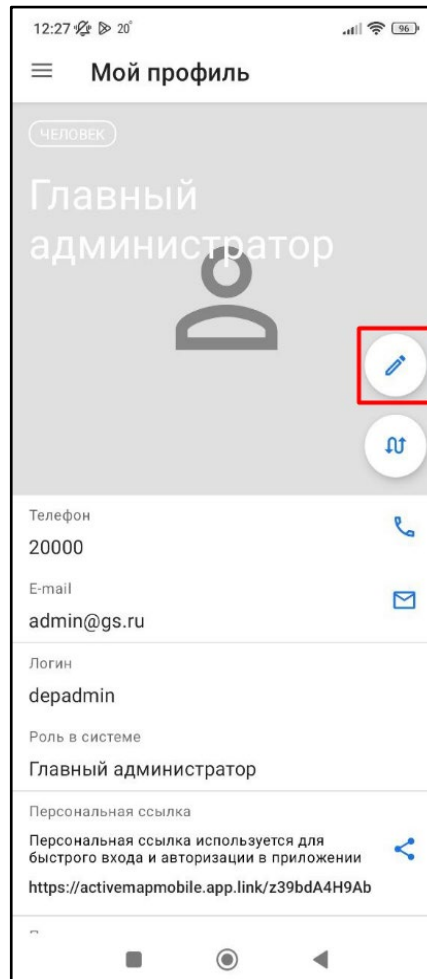 12:27 20°
96
Мой профиль
ЧЕЛОВЕК
Главный
администратор
Телефон
20000
E-mail
admin@gs.ru
Логин
depadmin
Роль в системе
Главный администратор
Персональная ссылка
Персональная ссылка используется для
быстрого входа и авторизации в приложении
https://activemapmobile.app.link/z39bdA4H9Ab